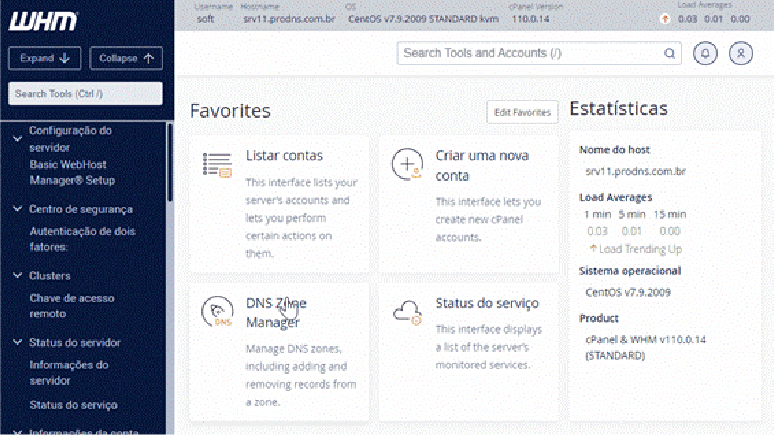 WHM
Username Hostname OS cPanel Version Load Averages
soft srv11.prodns.com.br CentOS v7.9.2009 STANDARD kvm 110.0.14 0.03 0.01 0.00
Expand Collapse
Search Tools (Ctrl /)
Search Tools and Accounts (/)
Configuração do
servidor
Basic WebHost
Manager® Setup
Centro de segurança
Autenticação de dois
fatores:
Clusters
Chave de acesso
remoto
Status do servidor
Informações do
servidor
Status do serviço
Informações da conta
Favorites
Edit Favorites
Listar contas
This interface lists your
server's accounts and
lets you perform
certain actions on
them.
Criar uma nova
conta
This interface lets you
create new cPanel
accounts.
DNS
DNS Zone
Manager
Manage DNS zones,
including adding and
removing records from
a zone.
Status do serviço
This interface displays
a list of the server's
monitored services.
Estatísticas
Nome do host
srv11.prodns.com.br
Load Averages
1 min 5 min 15 min
0.03 0.01 0.00
Load Trending Up
Sistema operacional
CentOS v7.9.2009
Product
cPanel & WHM v110.0.14
(STANDARD)